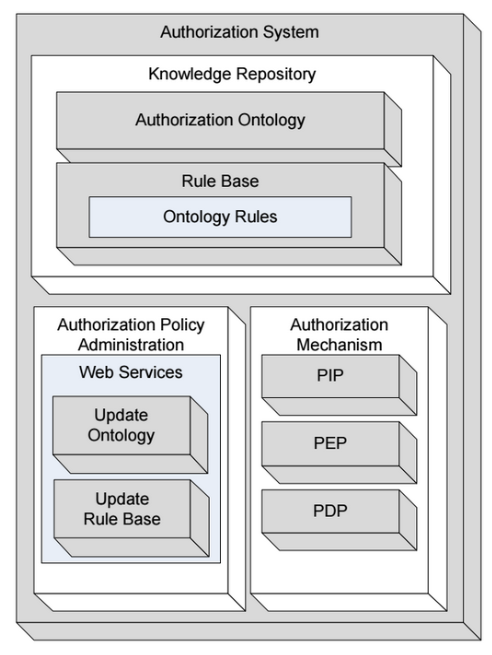 Authorization System
Knowledge Repository
Authorization Ontology
Rule Base
Ontology Rules
Authorization Policy
Administration
Web Services
Update
Ontology
Update
Rule Base
Authorization
Mechanism
PIP
PEP
PDP